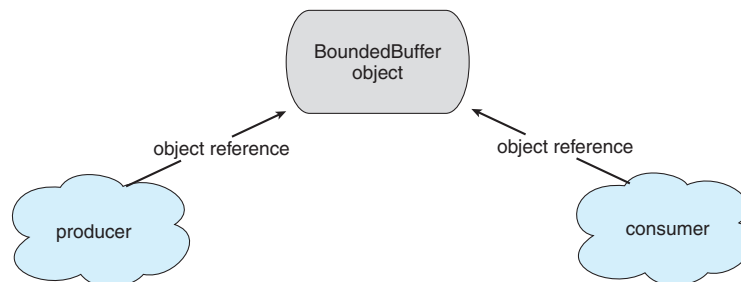 BoundedBuffer
object
object reference
object reference
producer
consumer